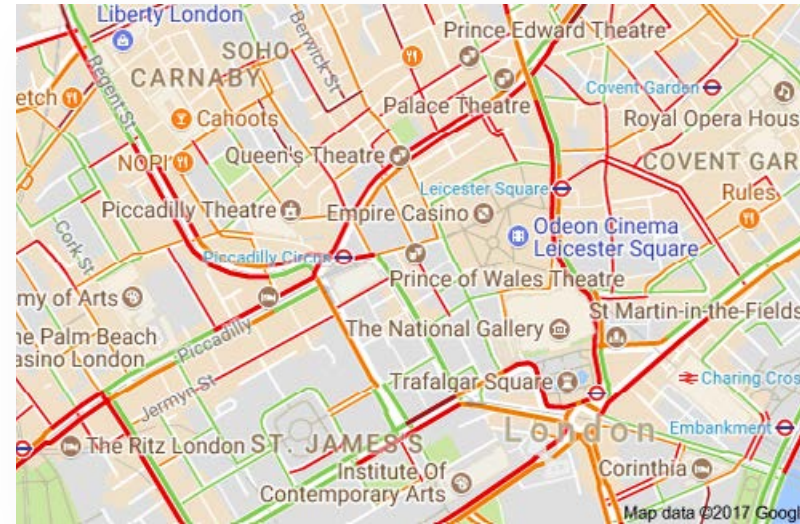 Liberty London
Prince Edward Theatre
Berwick St
SOHO
CARNABY
Regent St
etch
Covent Garden
Palace Theatre
Cahoots
Royal Opera Hous
NOPI
Queen's Theatre
COVENT GAR
Leicester Square
Rules
Piccadilly Theatre
Empire Casino
Odeon Cinema
Leicester Square
Cork St
Piccadilly Circus
Prince of Wales Theatre
my of Arts
St Martin-in-the-Fields
The National Gallery
he Palm Beach
asino London
Piccadilly
Trafalgar Square
Charing Cros
Jermyn St
London
Embankment
The Ritz London
ST. JAMES'S
Institute Of
Contemporary Arts
Corinthia
Map data ©2017 Googl